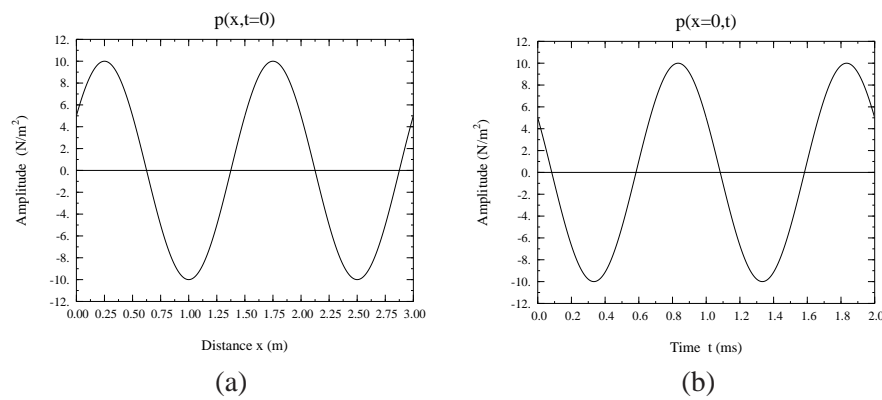 p(x,t=0)
12.
10.
8.
6.
4.
2.
0.
-2.
-4.
-6.
-8.
-10.
-12.
Amplitude (N/m²)
0.00 0.25 0.50 0.75 1.00 1.25 1.50 1.75 2.00 2.25 2.50 2.75 3.00
Distance x (m)
(a)
p(x=0,t)
12.
10.
8.
6.
4.
2.
0.
-2.
-4.
-6.
-8.
-10.
-12.
Amplitude (N/m²)
0.0 0.2 0.4 0.6 0.8 1.0 1.2 1.4 1.6 1.8 2.0
Time t (ms)
(b)